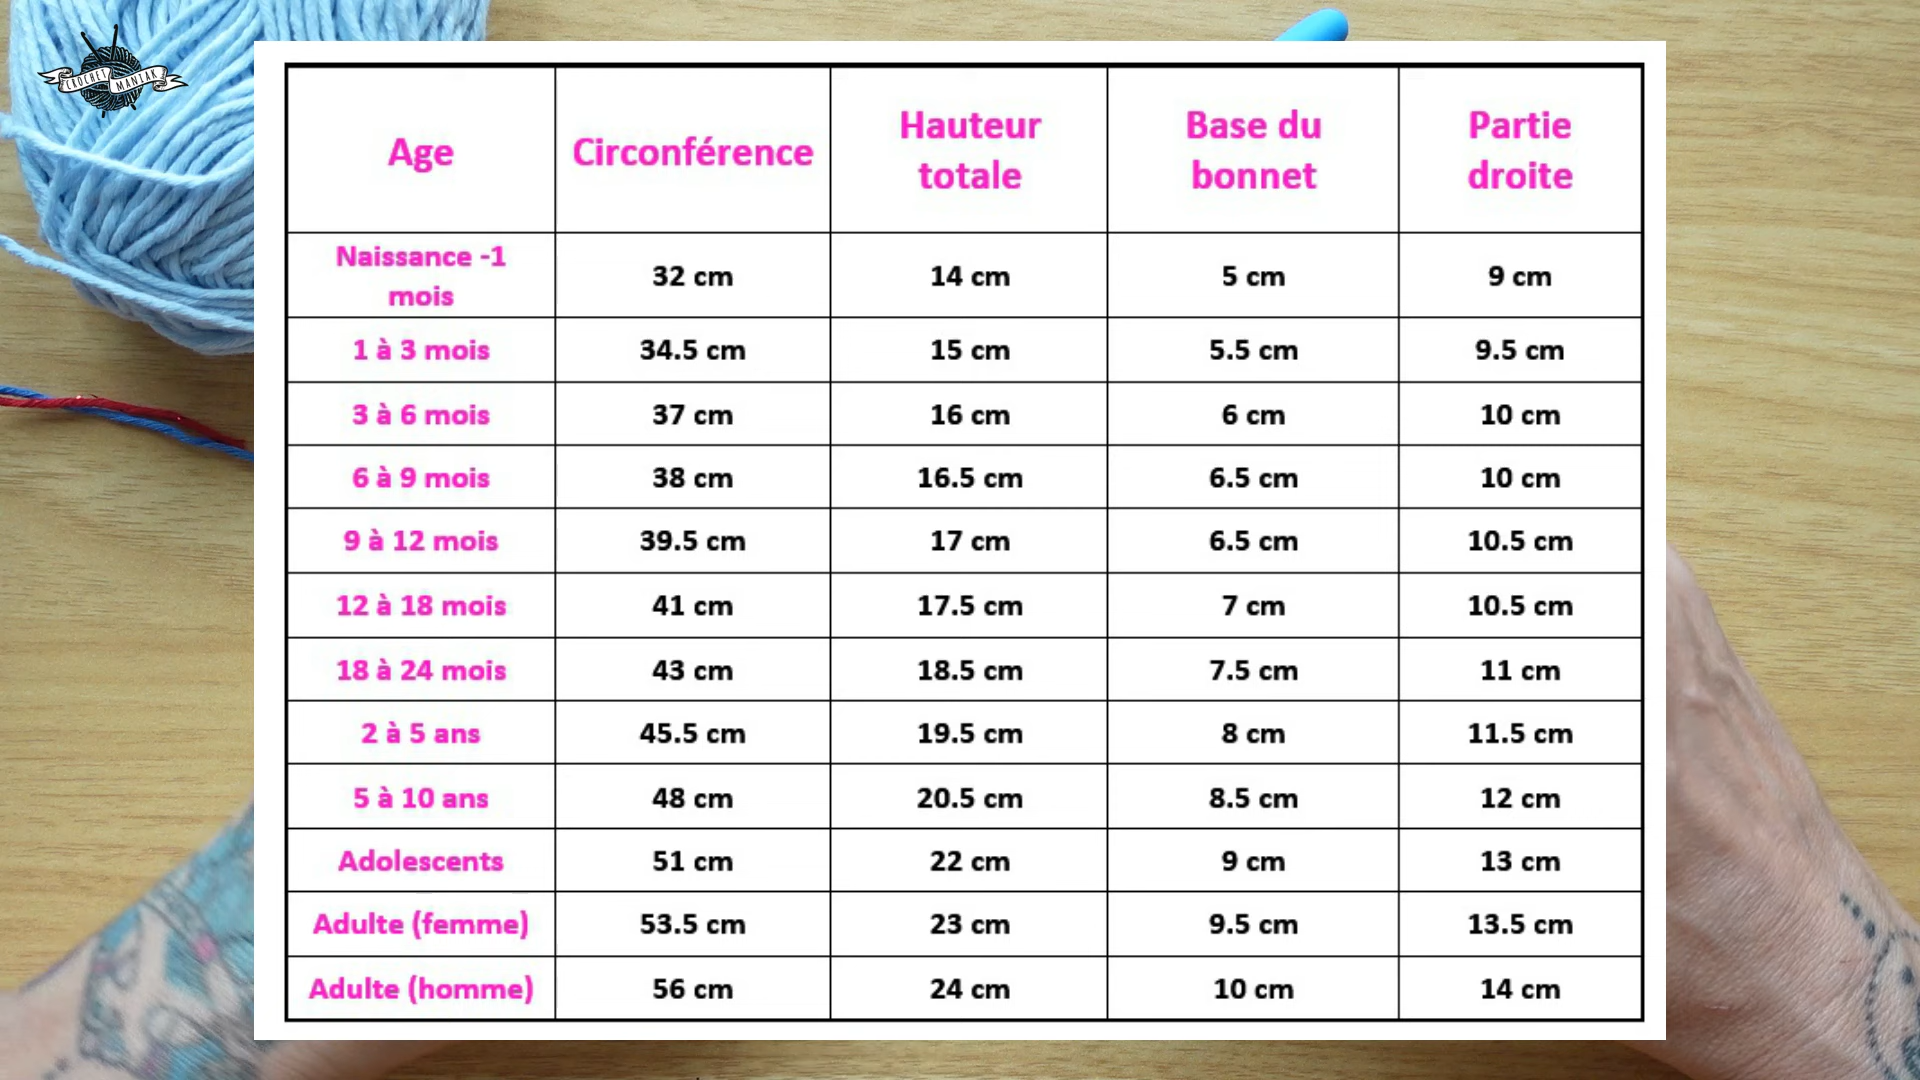 CROCHET MANIAK
Age Circonférence Hauteur totale Base du bonnet Partie droite
Naissance -1 mois 32 cm 14 cm 5 cm 9 cm
1 à 3 mois 34.5 cm 15 cm 5.5 cm 9.5 cm
3 à 6 mois 37 cm 16 cm 6 cm 10 cm
6 à 9 mois 38 cm 16.5 cm 6.5 cm 10 cm
9 à 12 mois 39.5 cm 17 cm 6.5 cm 10.5 cm
12 à 18 mois 41 cm 17.5 cm 7 cm 10.5 cm
18 à 24 mois 43 cm 18.5 cm 7.5 cm 11 cm
2 à 5 ans 45.5 cm 19.5 cm 8 cm 11.5 cm
5 à 10 ans 48 cm 20.5 cm 8.5 cm 12 cm
Adolescents 51 cm 22 cm 9 cm 13 cm
Adulte (femme) 53.5 cm 23 cm 9.5 cm 13.5 cm
Adulte (homme) 56 cm 24 cm 10 cm 14 cm